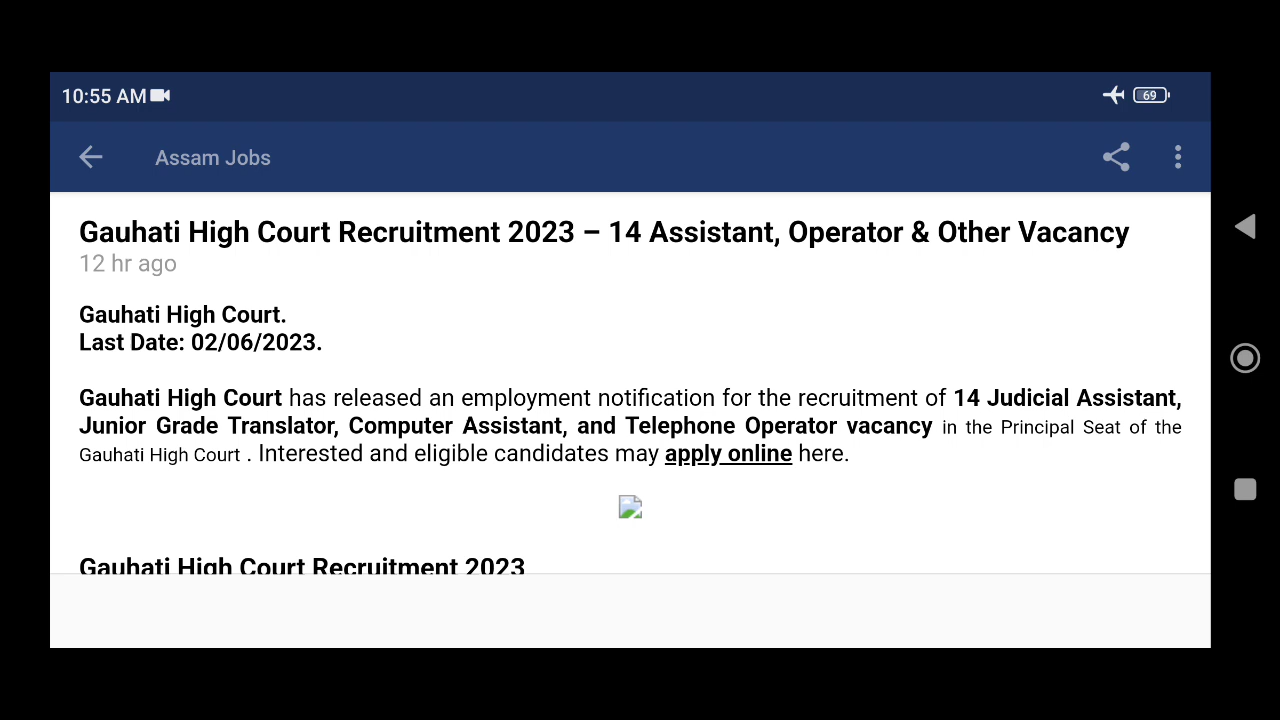 10:55 AM
69
Assam Jobs
Gauhati High Court Recruitment 2023 – 14 Assistant, Operator & Other Vacancy
12 hr ago
Gauhati High Court.
Last Date: 02/06/2023.
Gauhati High Court has released an employment notification for the recruitment of 14 Judicial Assistant,
Junior Grade Translator, Computer Assistant, and Telephone Operator vacancy in the Principal Seat of the
Gauhati High Court . Interested and eligible candidates may apply online here.
Gauhati High Court Recruitment 2023